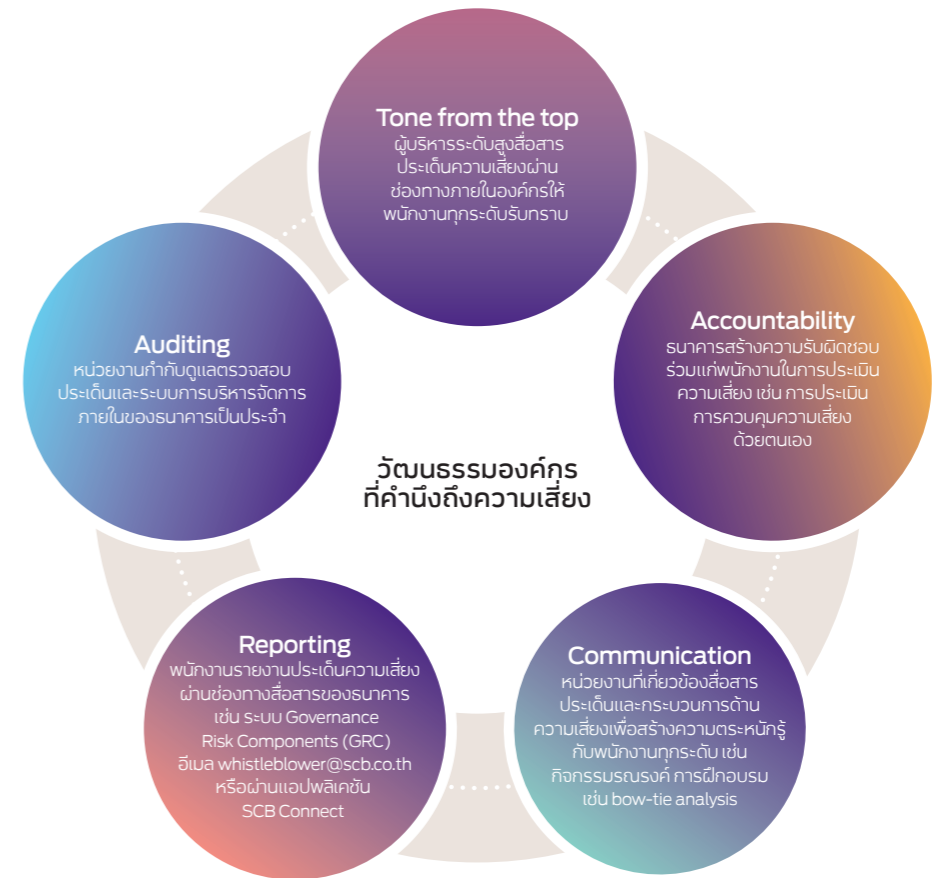 Tone from the top
ผู้บริหารระดับสูงสื่อสาร
ประเด็นความเสี่ยงผ่าน
ช่องทางภายในองค์กรให้
พนักงานทุกระดับรับทราบ
Accountability
ธนาคารสร้างความรับผิดชอบ
ร่วมแก่พนักงานในการประเมิน
ความเสี่ยง เช่น การประเมิน
การควบคุมความเสี่ยง
ด้วยตนเอง
Communication
หน่วยงานที่เกี่ยวข้องสื่อสาร
ประเด็นและกระบวนการด้าน
ความเสี่ยงเพื่อสร้างความตระหนักรู้
กับพนักงานทุกระดับ เช่น
กิจกรรมรณรงค์ การฝึกอบรม
เช่น bow-tie analysis
Reporting
พนักงานรายงานประเด็นความเสี่ยง
ผ่านช่องทางสื่อสารของธนาคาร
เช่น ระบบ Governance
Risk Components (GRC)
อีเมล whistleblower@scb.co.th
หรือผ่านแอปพลิเคชัน
SCB Connect
Auditing
หน่วยงานกำกับดูแลตรวจสอบ
ประเด็นและระบบการบริหารจัดการ
ภายในของธนาคารเป็นประจำ
วัฒนธรรมองค์กร
ที่คำนึงถึงความเสี่ยง